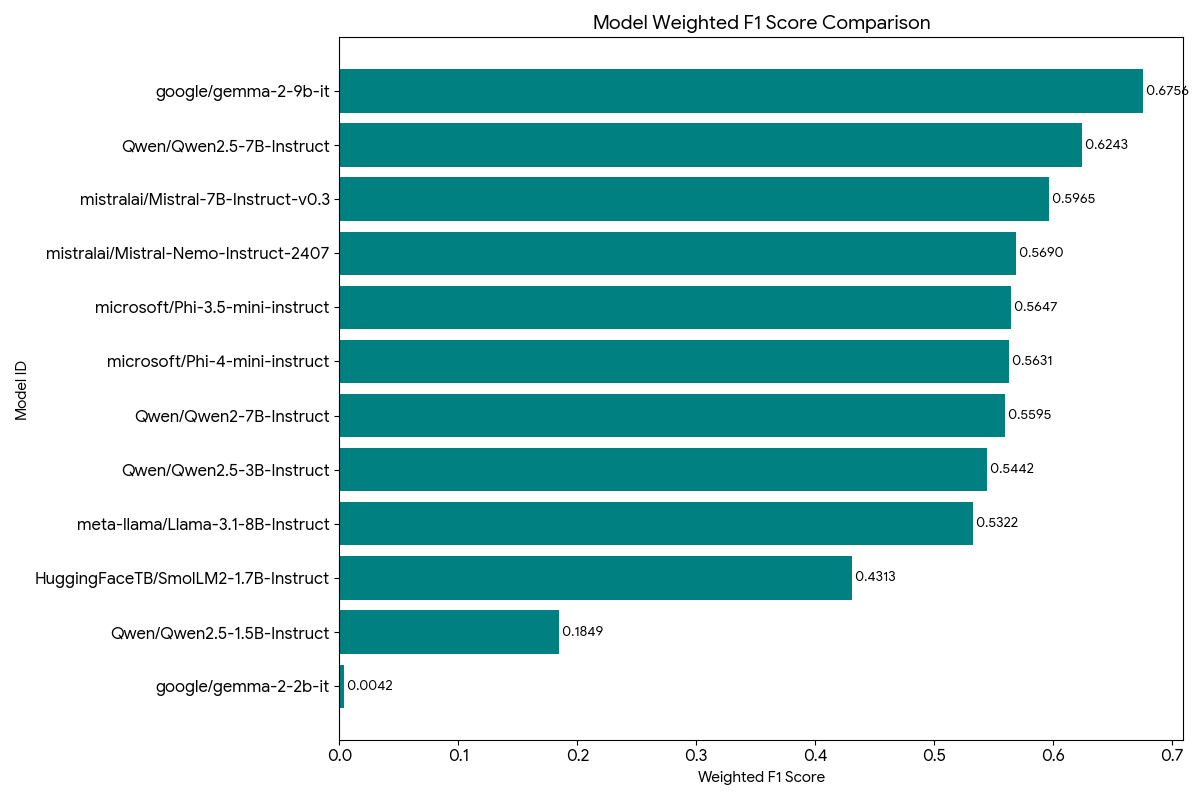 Model Weighted F1 Score Comparison
google/gemma-2-9b-it 0.6756
Qwen/Qwen2.5-7B-Instruct 0.6243
mistralai/Mistral-7B-Instruct-v0.3 0.5965
mistralai/Mistral-Nemo-Instruct-2407 0.5690
microsoft/Phi-3.5-mini-instruct 0.5647
microsoft/Phi-4-mini-instruct 0.5631
Qwen/Qwen2-7B-Instruct 0.5595
Qwen/Qwen2.5-3B-Instruct 0.5442
meta-llama/Llama-3.1-8B-Instruct 0.5322
HuggingFaceTB/SmolLM2-1.7B-Instruct 0.4313
Qwen/Qwen2.5-1.5B-Instruct 0.1849
google/gemma-2-2b-it 0.0042
Model ID
0.0 0.1 0.2 0.3 0.4 0.5 0.6 0.7
Weighted F1 Score